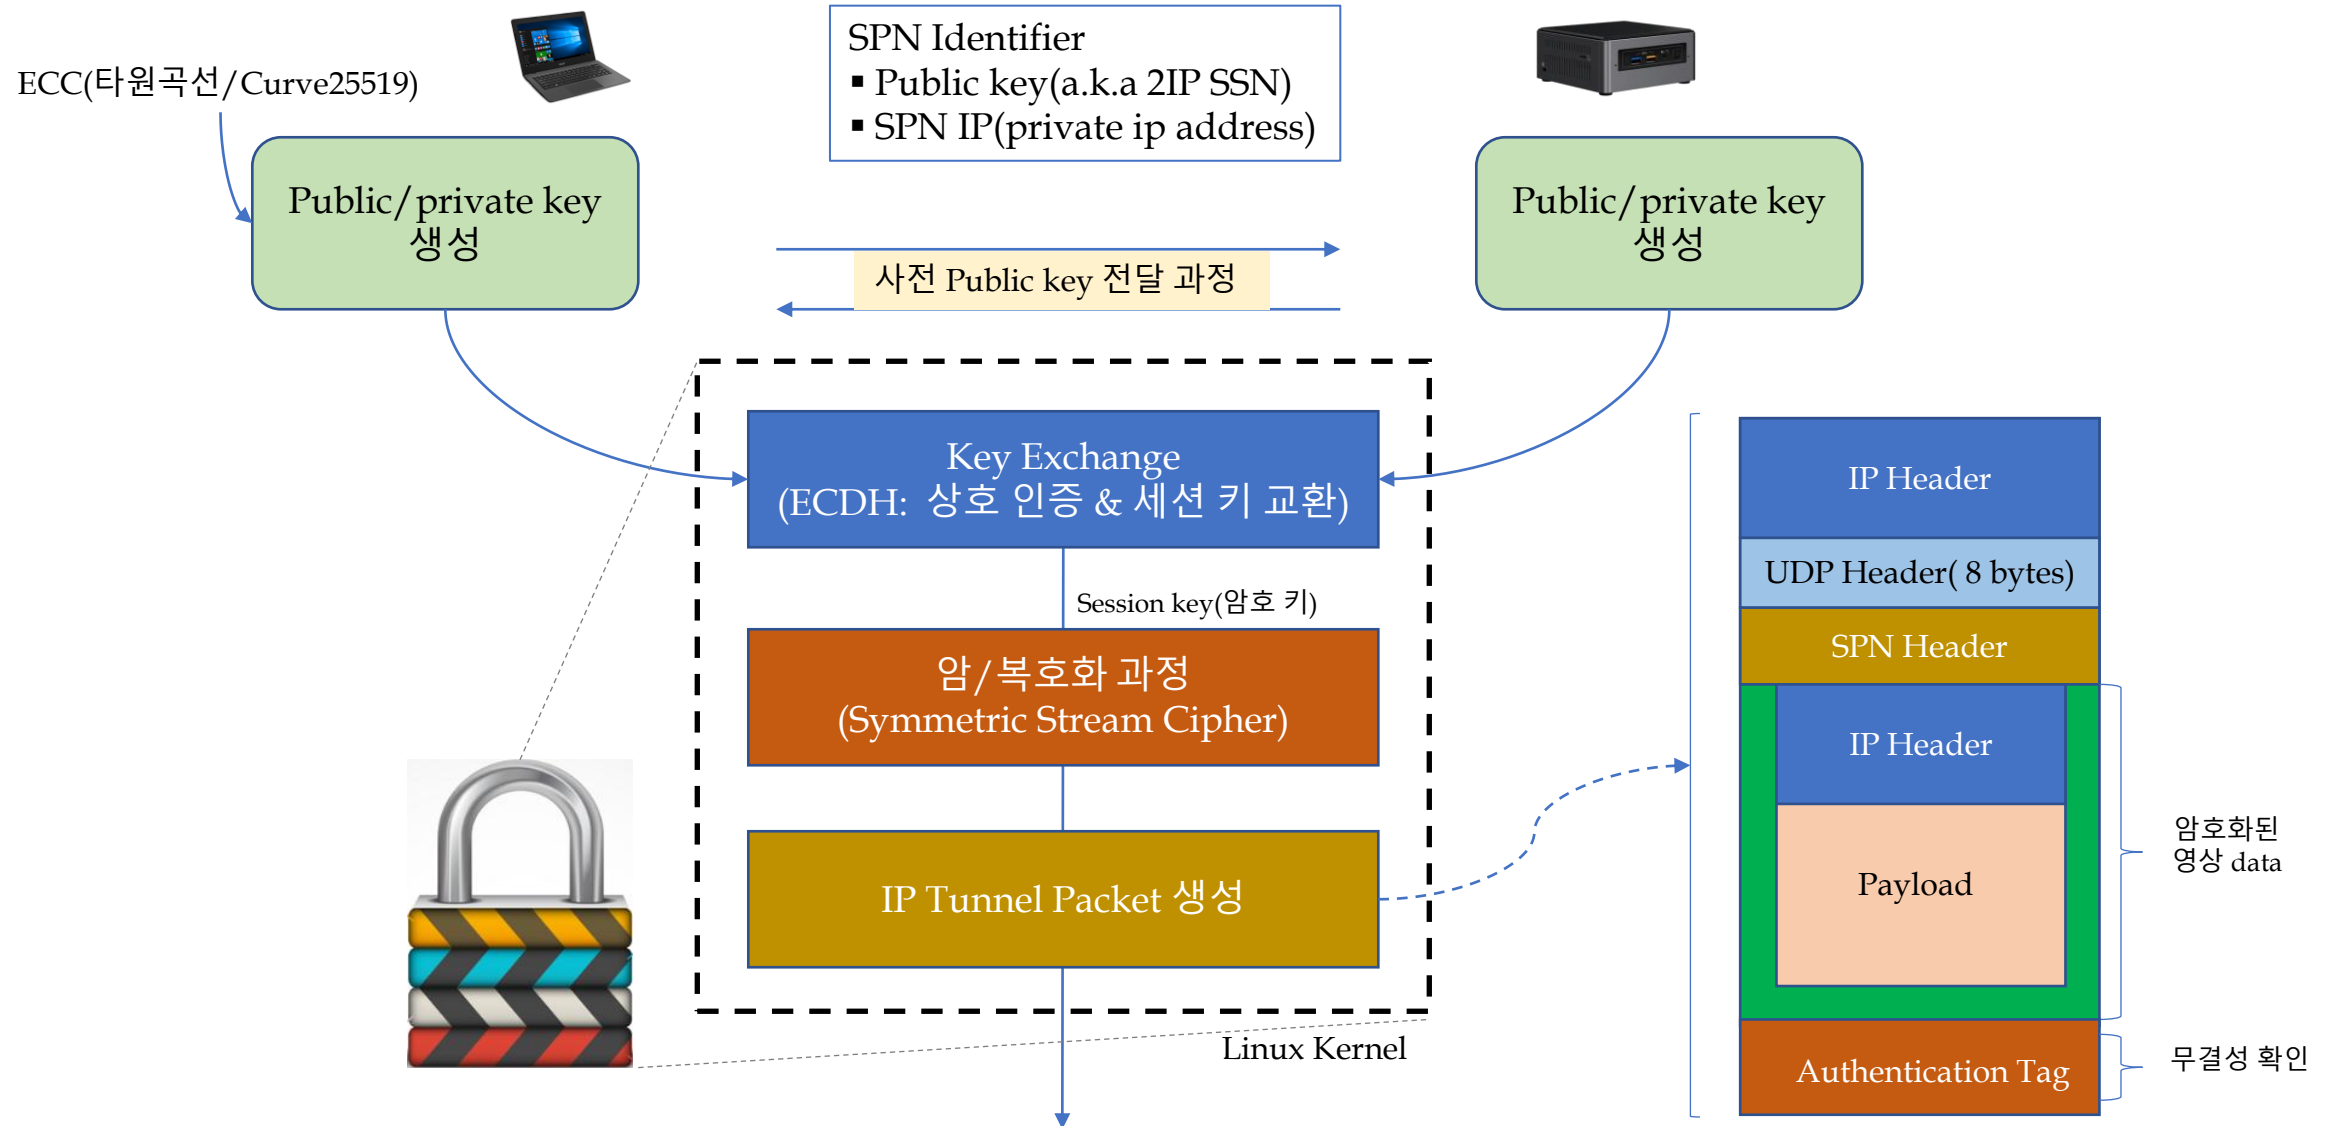 SPN Identifier
▪ Public key(a.k.a 2IP SSN)
▪ SPN IP(private ip address)
ECC(타원곡선/Curve25519)
Public/private key
생성
Public/private key
생성
사전 Public key 전달 과정
Key Exchange
(ECDH: 상호 인증 & 세션 키 교환)
Session key(암호 키)
암/복호화 과정
(Symmetric Stream Cipher)
IP Tunnel Packet 생성
Linux Kernel
IP Header
UDP Header( 8 bytes)
SPN Header
IP Header
Payload
암호화된
영상 data
Authentication Tag
무결성 확인